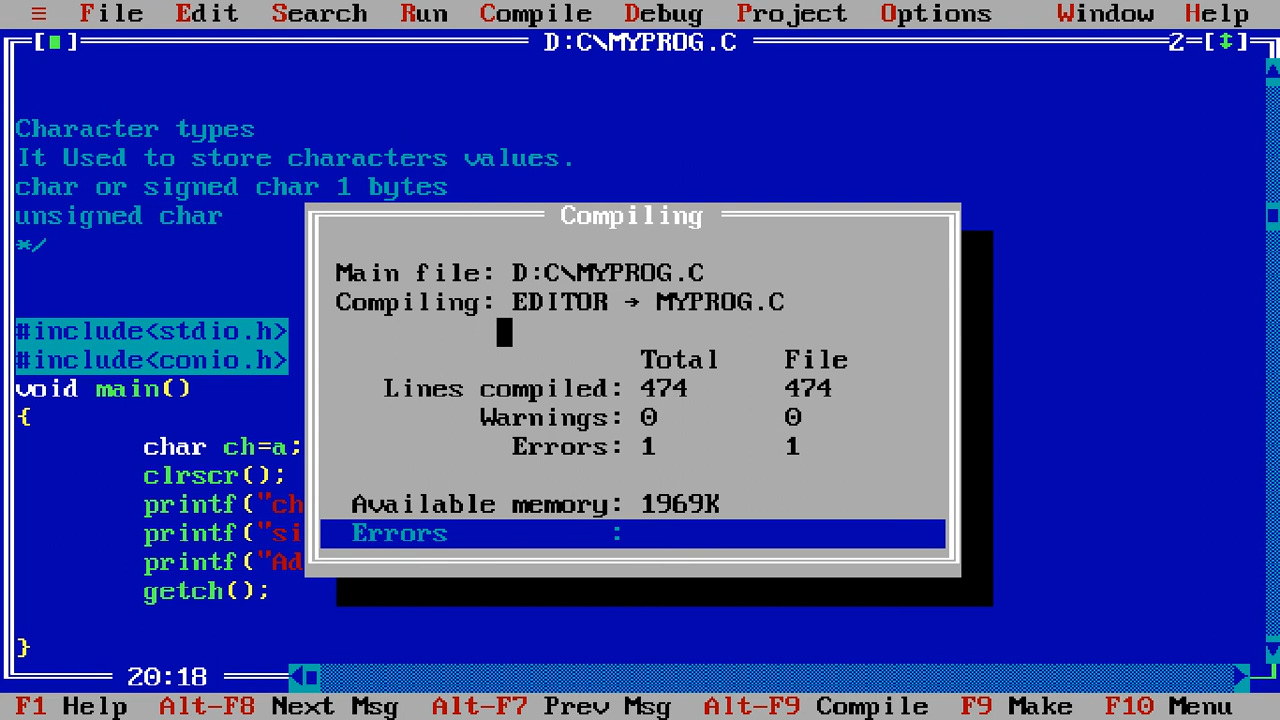 ≡ File Edit Search Run Compile Debug Project Options Window Help
[■] D:C\MYPROG.C 2=[↕]
Character types
It Used to store characters values.
char or signed char 1 bytes
unsigned char
*/
Compiling
Main file: D:C\MYPROG.C
Compiling: EDITOR → MYPROG.C
#include<stdio.h>
#include<conio.h>
Total File
void main()
Lines compiled: 474 474
{
Warnings: 0 0
char ch=a;
Errors: 1 1
clrscr();
printf("ch
Available memory: 1969K
printf("si
Errors :
printf("Ad
getch();
}
20:18
F1 Help Alt-F8 Next Msg Alt-F7 Prev Msg Alt-F9 Compile F9 Make F10 Menu